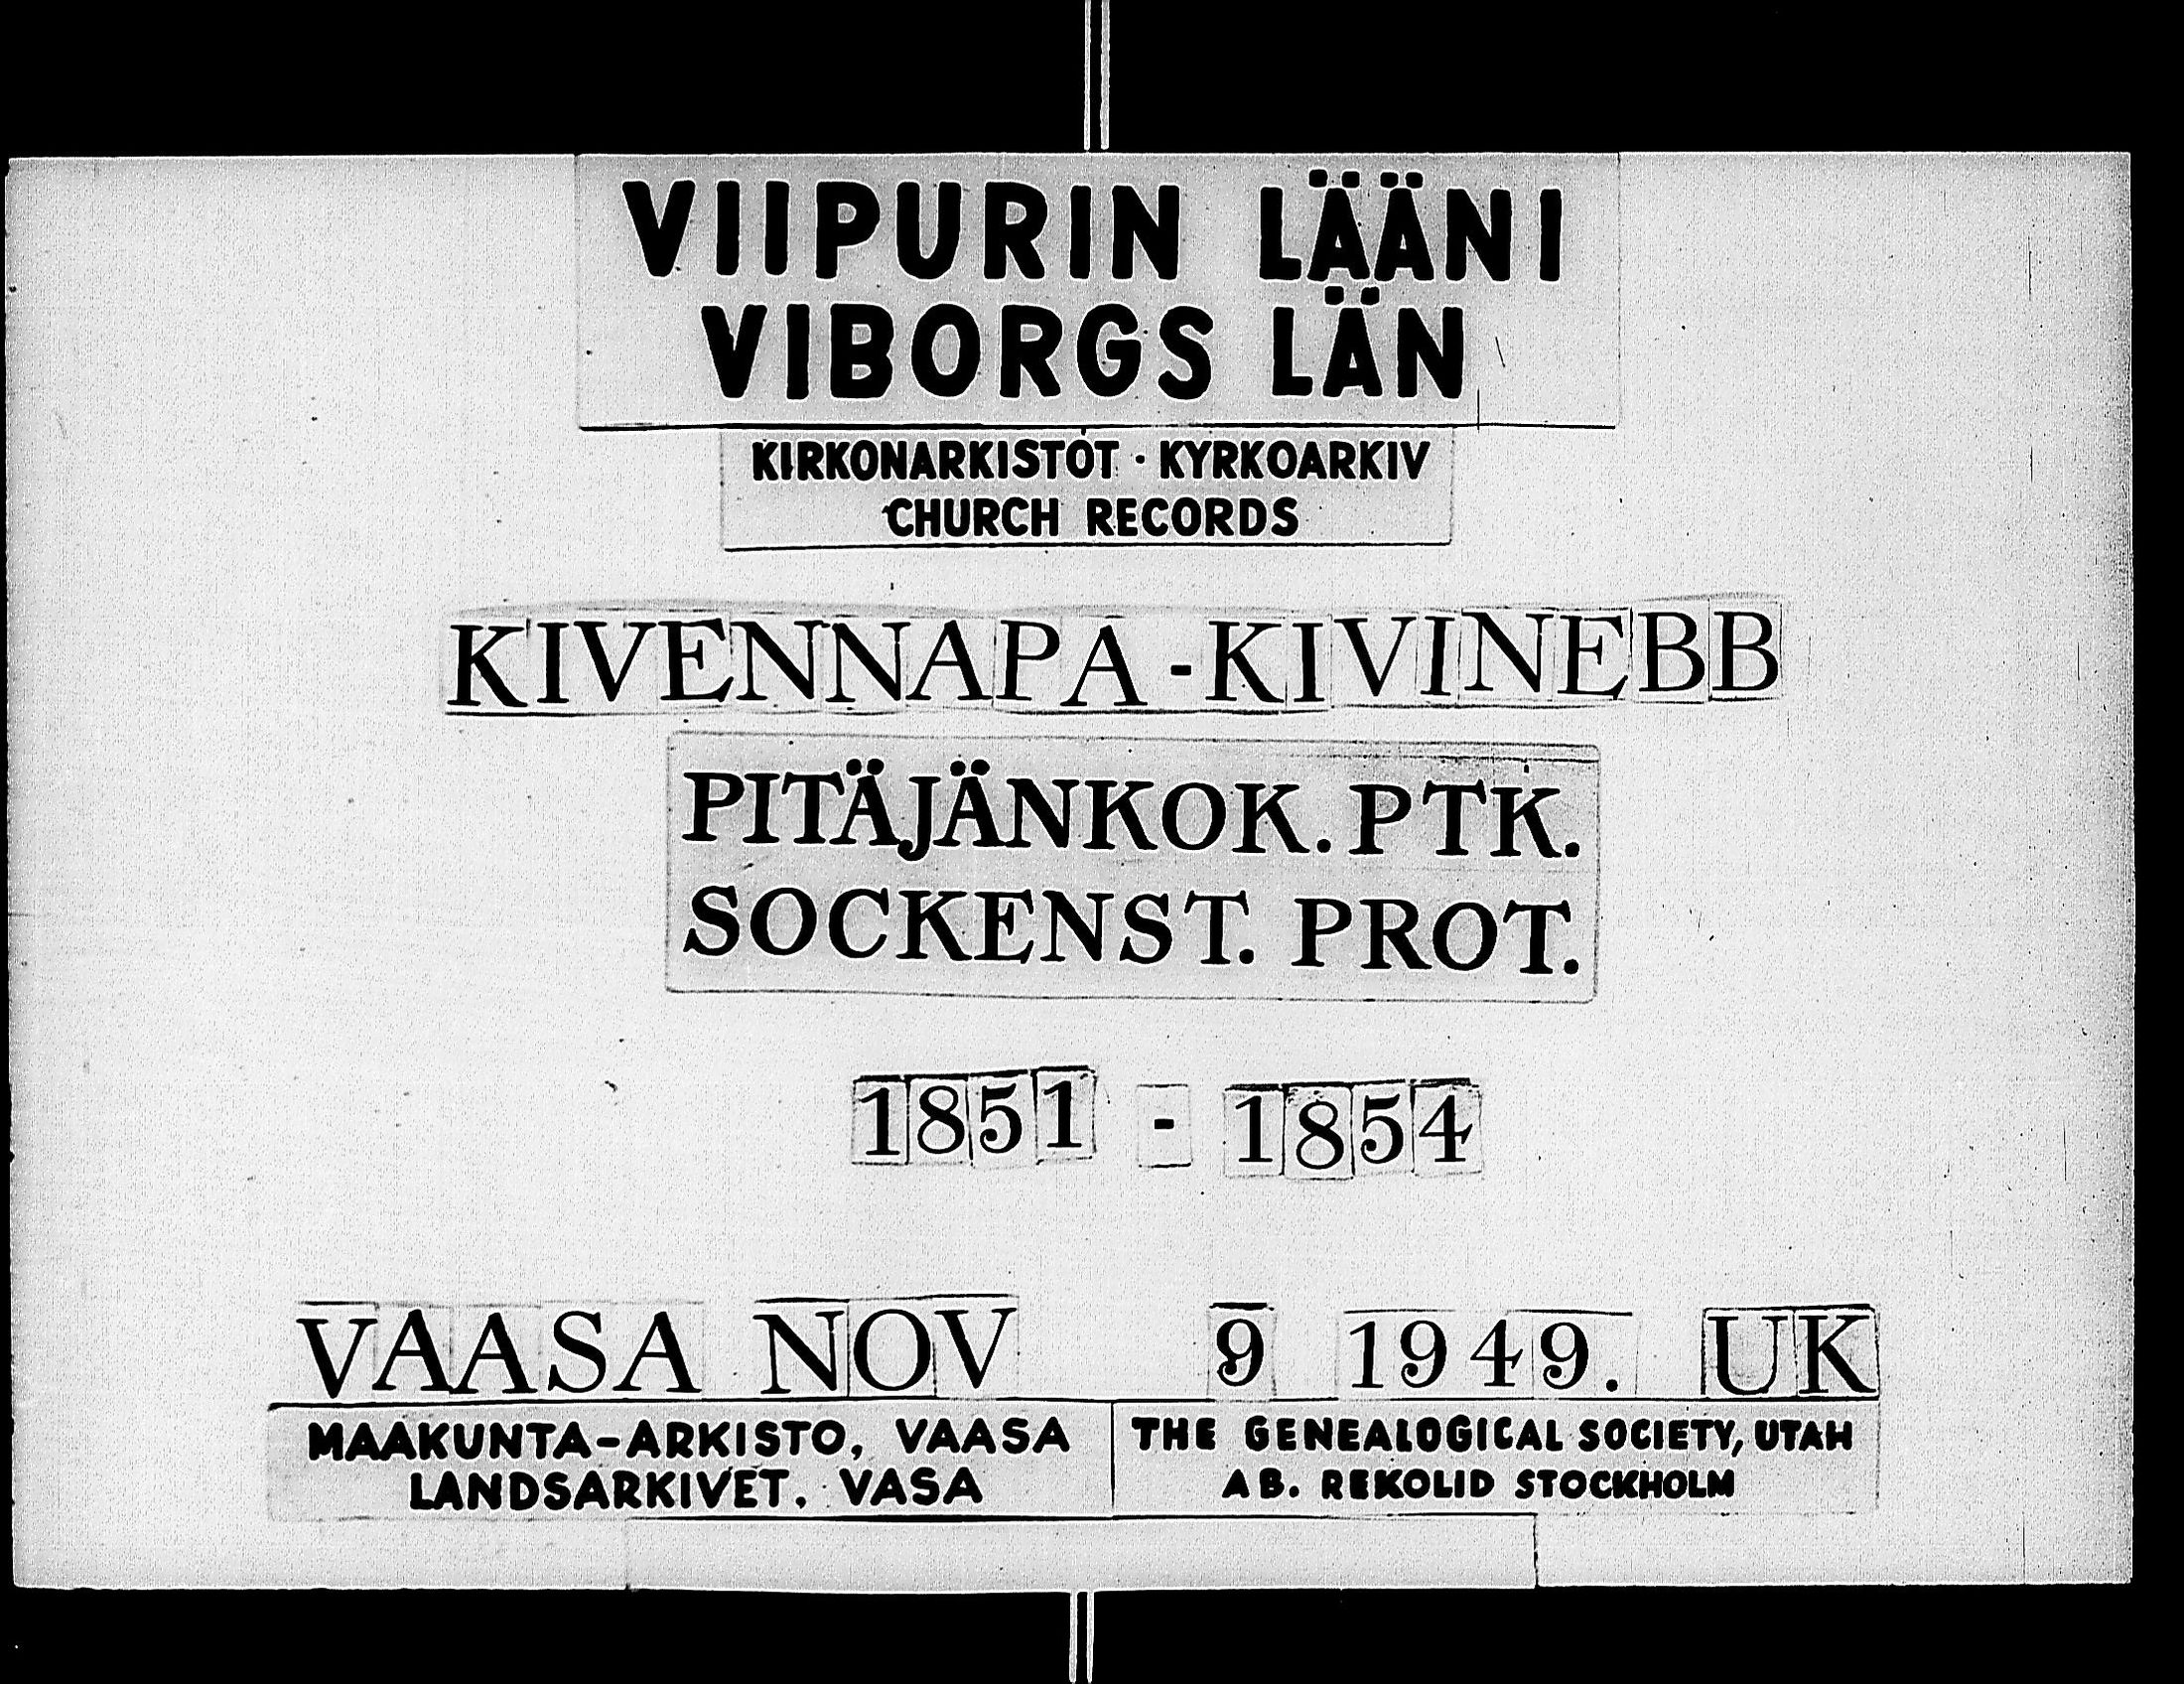 VIIPURIN LÄÄNI
VIBORGS LÄN
KIRKONARKISTOT · KYRKOARKIV
CHURCH RECORDS
KIVENNAPA - KIVINEBB
PITÄJÄNKOK. PTK.
SOCKENST. PROT.
1851 - 1854
VAASA NOV 9 1949. UK
MAAKUNTA-ARKISTO, VAASA
LANDSARKIVET, VASA
THE GENEALOGICAL SOCIETY, UTAH
AB. REKOLID STOCKHOLM